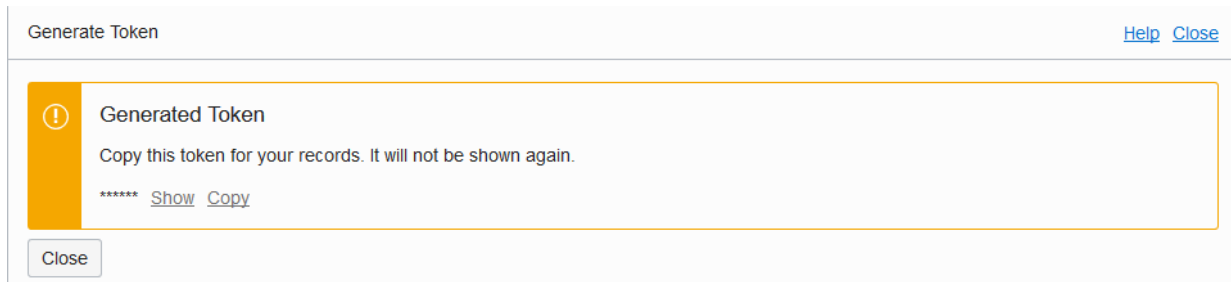 Generate Token Help Close
Generated Token
Copy this token for your records. It will not be shown again.
****** Show Copy
Close